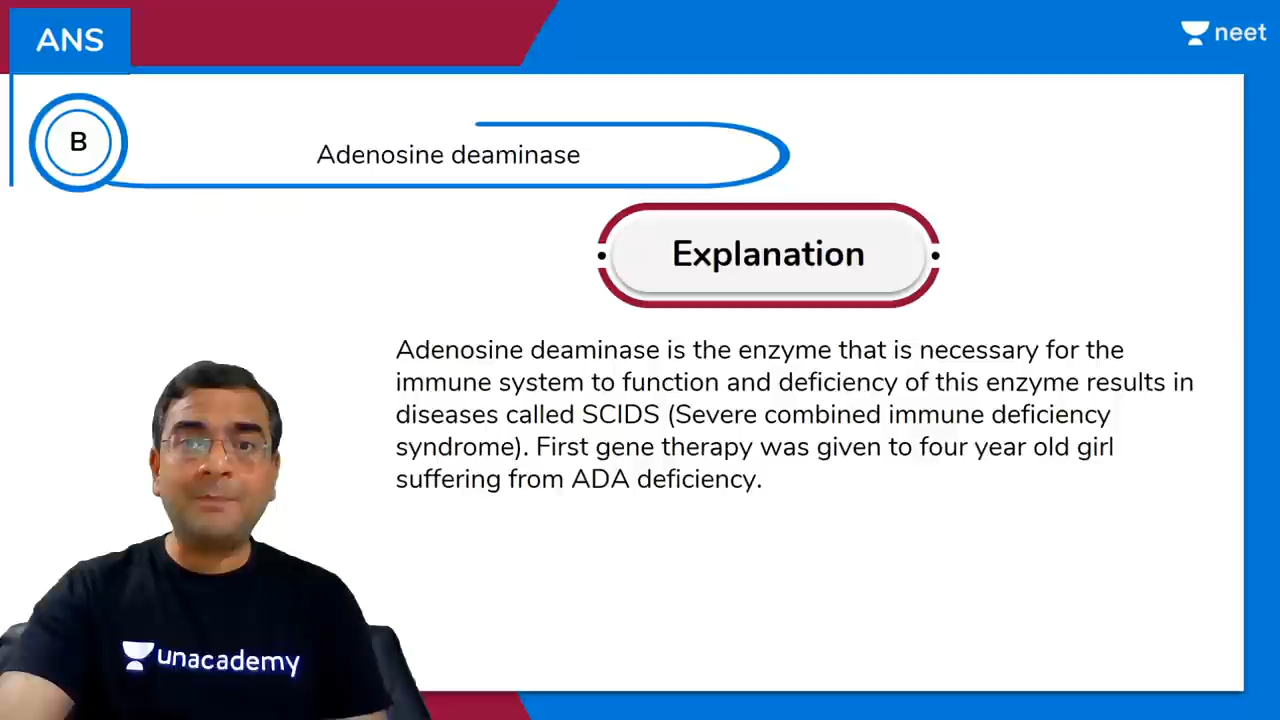 ANS
neet
B
Adenosine deaminase
Explanation
Adenosine deaminase is the enzyme that is necessary for the
immune system to function and deficiency of this enzyme results in
diseases called SCIDS (Severe combined immune deficiency
syndrome). First gene therapy was given to four year old girl
suffering from ADA deficiency.
unacademy